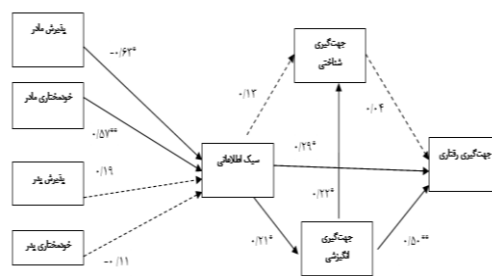 پذیرش مادر
خودمختاری مادر
پذیرش پدر
خودمختاری پدر
سبک اطلاعاتی
جهت‌گیری
شناختی
جهت‌گیری
انگیزشی
جهت‌گیری رفتاری
-۰/۶۳*
۰/۵۷**
۰/۱۹
-۰/۱۱
۰/۱۳
۰/۰۴
۰/۲۹*
۰/۲۲*
۰/۲۱*
۰/۵۰**